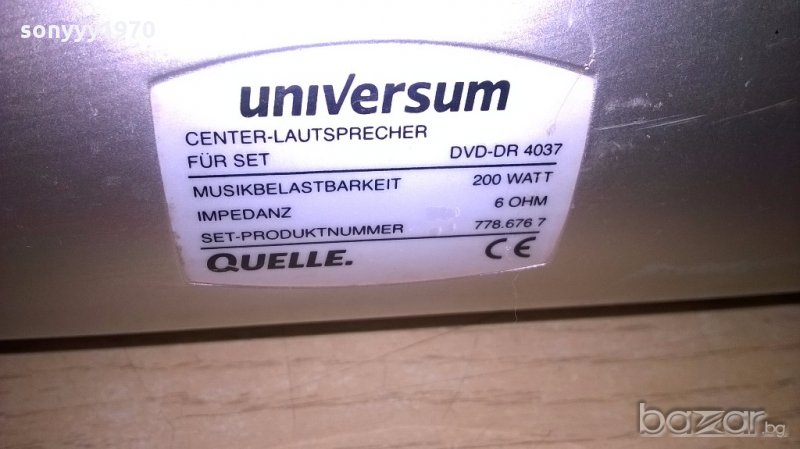 sonyyy1970
universum
CENTER-LAUTSPRECHER
FÜR SET DVD-DR 4037
MUSIKBELASTBARKEIT 200 WATT
IMPEDANZ 6 OHM
SET-PRODUKTNUMMER 778.676 7
QUELLE. CE
bazar.bg